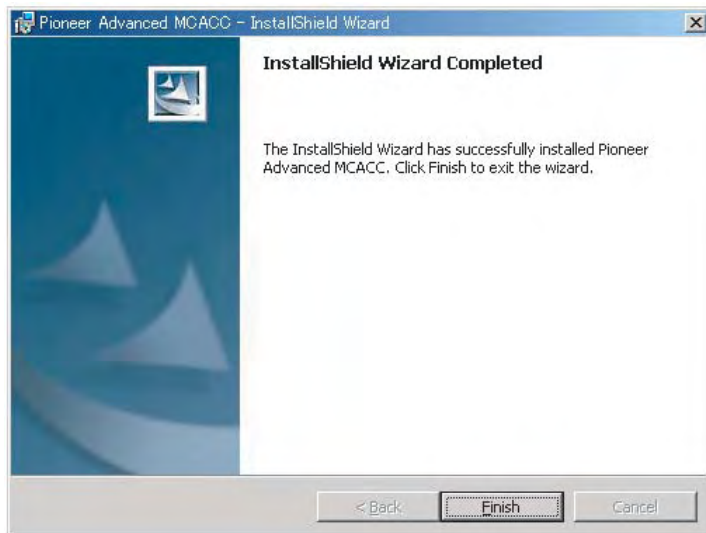 Pioneer Advanced MCACC - InstallShield Wizard
InstallShield Wizard Completed
The InstallShield Wizard has successfully installed Pioneer
Advanced MCACC. Click Finish to exit the wizard.
< Back Finish Cancel